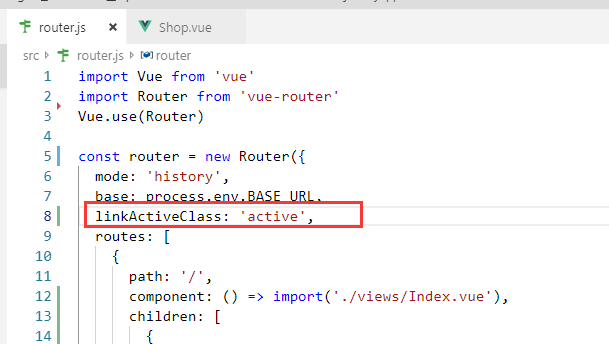 router.js ×
Shop.vue
src router.js router
1 import Vue from 'vue'
2 import Router from 'vue-router'
3 Vue.use(Router)
4
5 const router = new Router({
6 mode: 'history',
7 base: process.env.BASE_URL,
8 linkActiveClass: 'active',
9 routes: [
10 {
11 path: '/',
12 component: () => import('./views/Index.vue'),
13 children: [
14 {